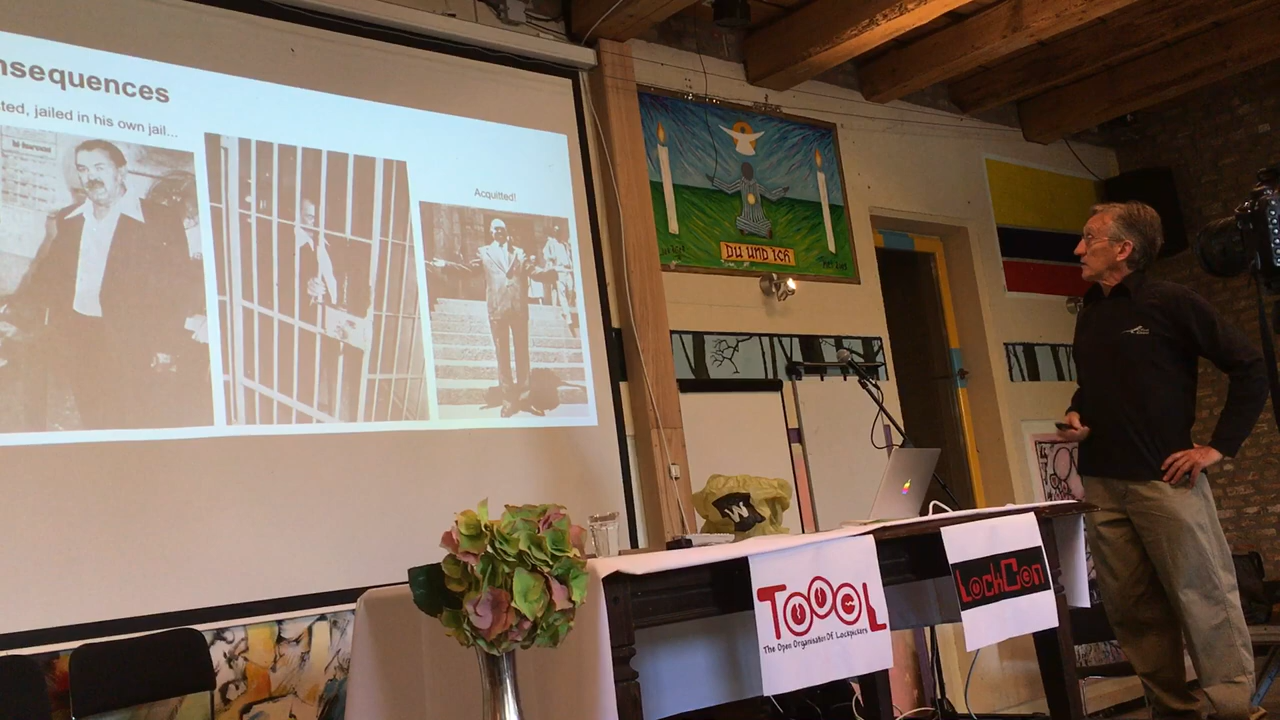 nsequences
ted, jailed in his own jail...
Acquitted!
DU UND ICH
W
TOOOL
The Open Organisation Of Lockpickers
LockCon